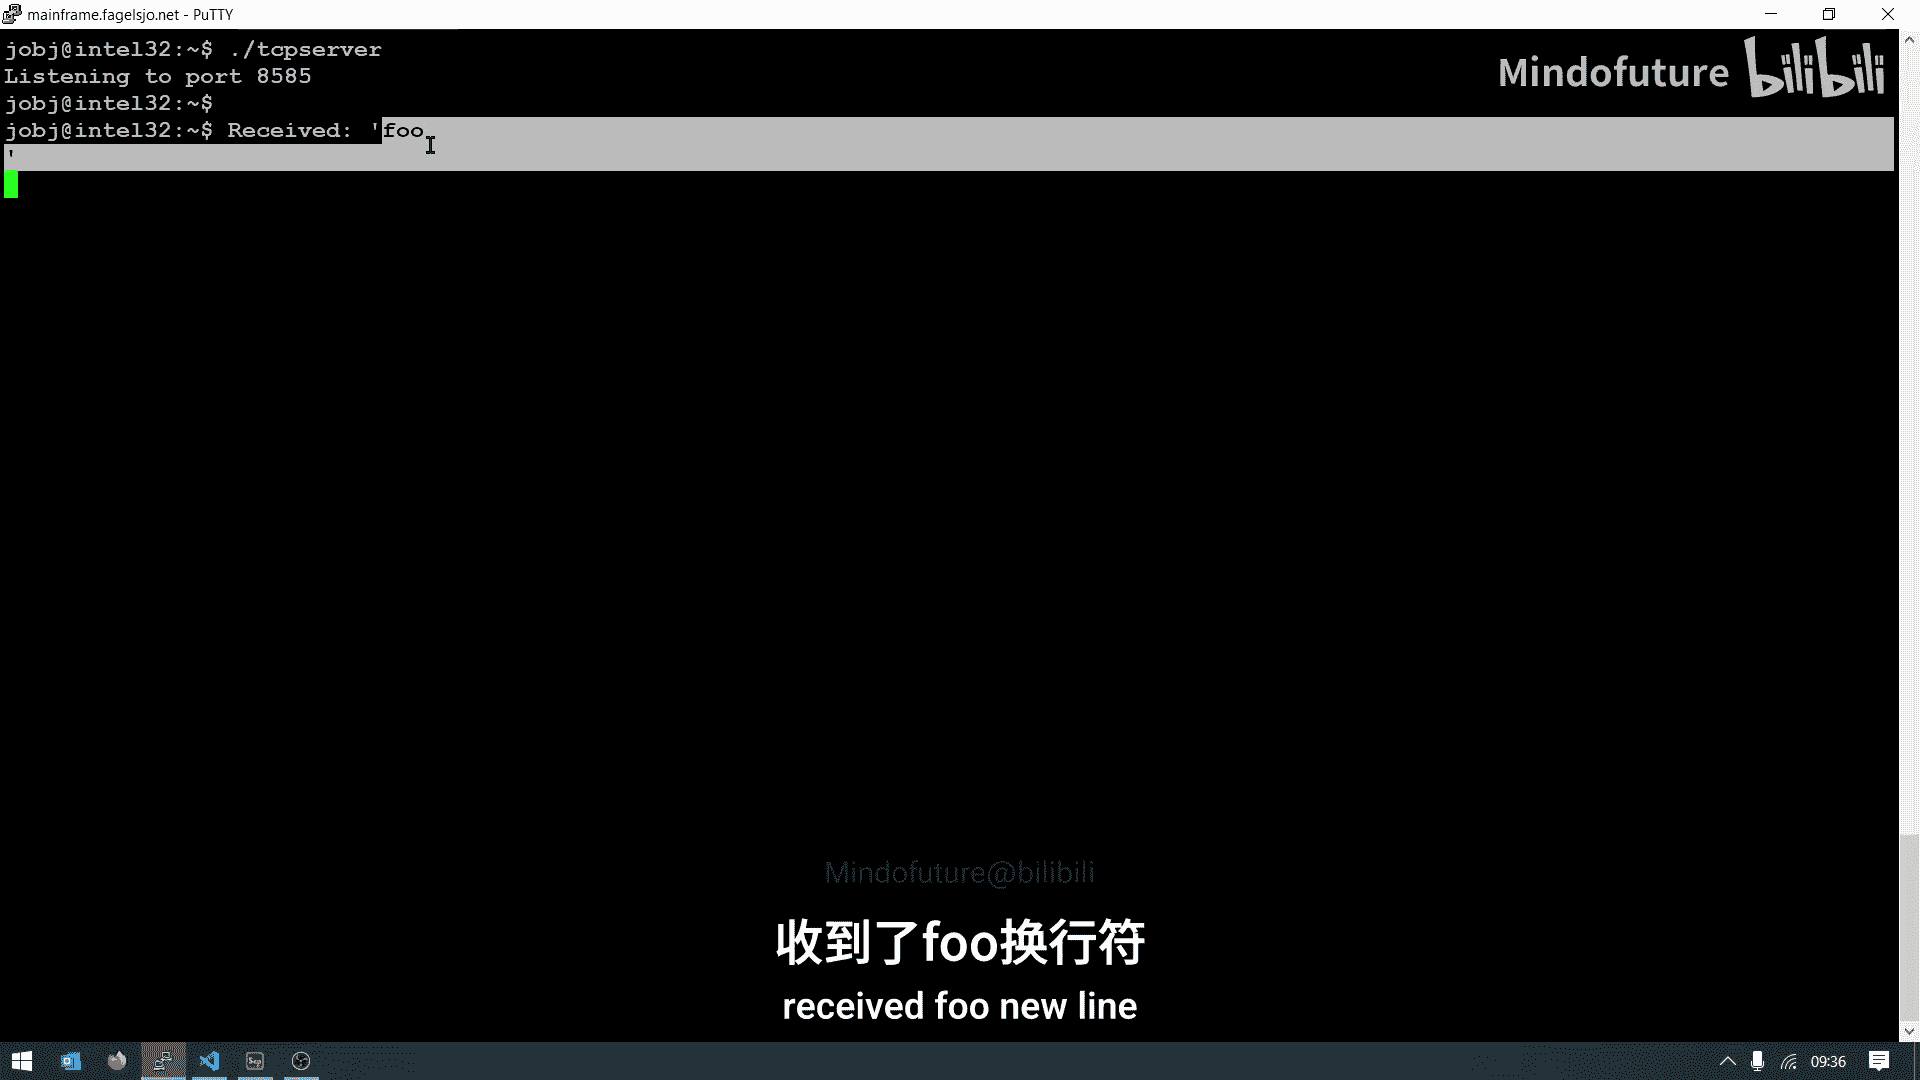 mainframe.fagelsjo.net - PuTTY
jobj@intel32:~$ ./tcpserver
Listening to port 8585
jobj@intel32:~$
jobj@intel32:~$ Received: 'foo
'
Mindofuture bilibili
Mindofuture@bilibili
收到了foo换行符
received foo new line
09:36